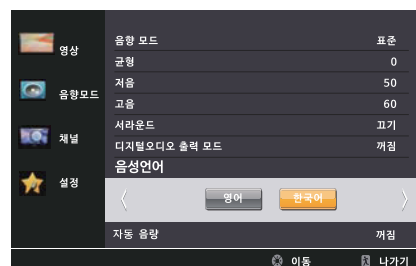 영상
음향모드
채널
설정
음향 모드 표준
균형 0
저음 50
고음 60
서라운드 끄기
디지털오디오 출력 모드 꺼짐
음성언어
영어 한국어
자동 음량 꺼짐
이동 나가기